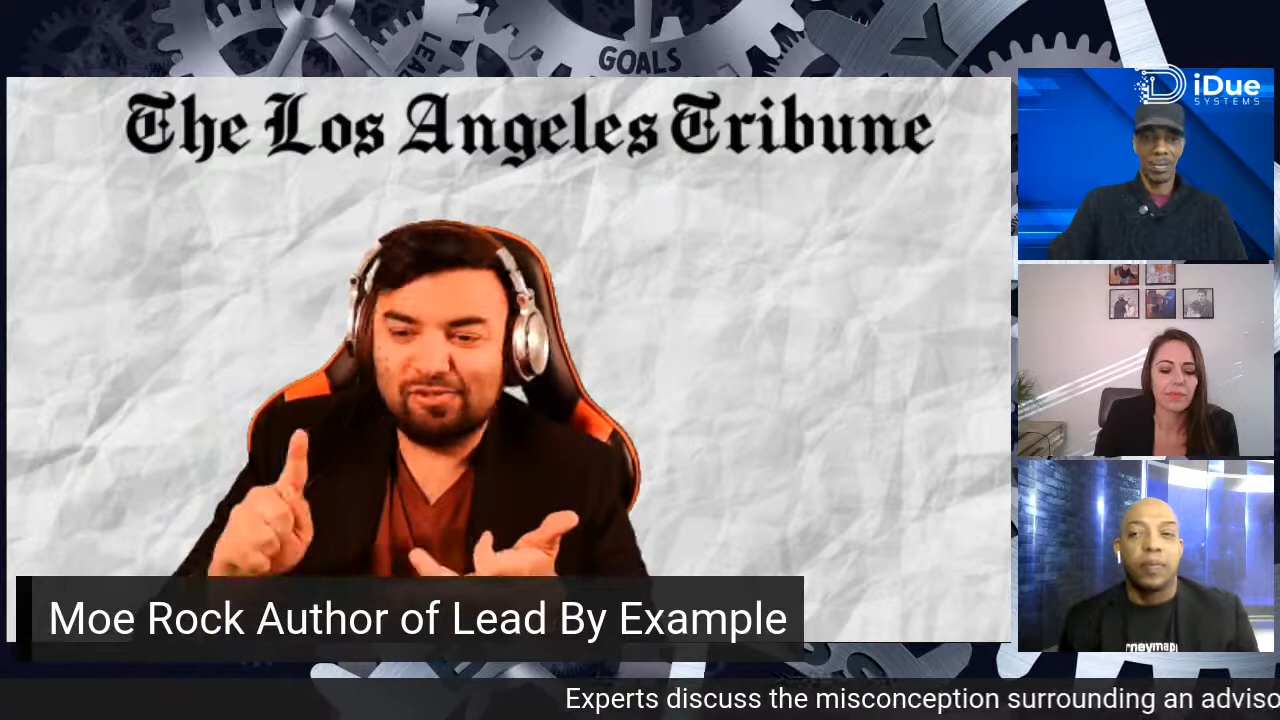 GOALS
The Los Angeles Tribune
iDue
SYSTEMS
Moe Rock Author of Lead By Example
Experts discuss the misconception surrounding an